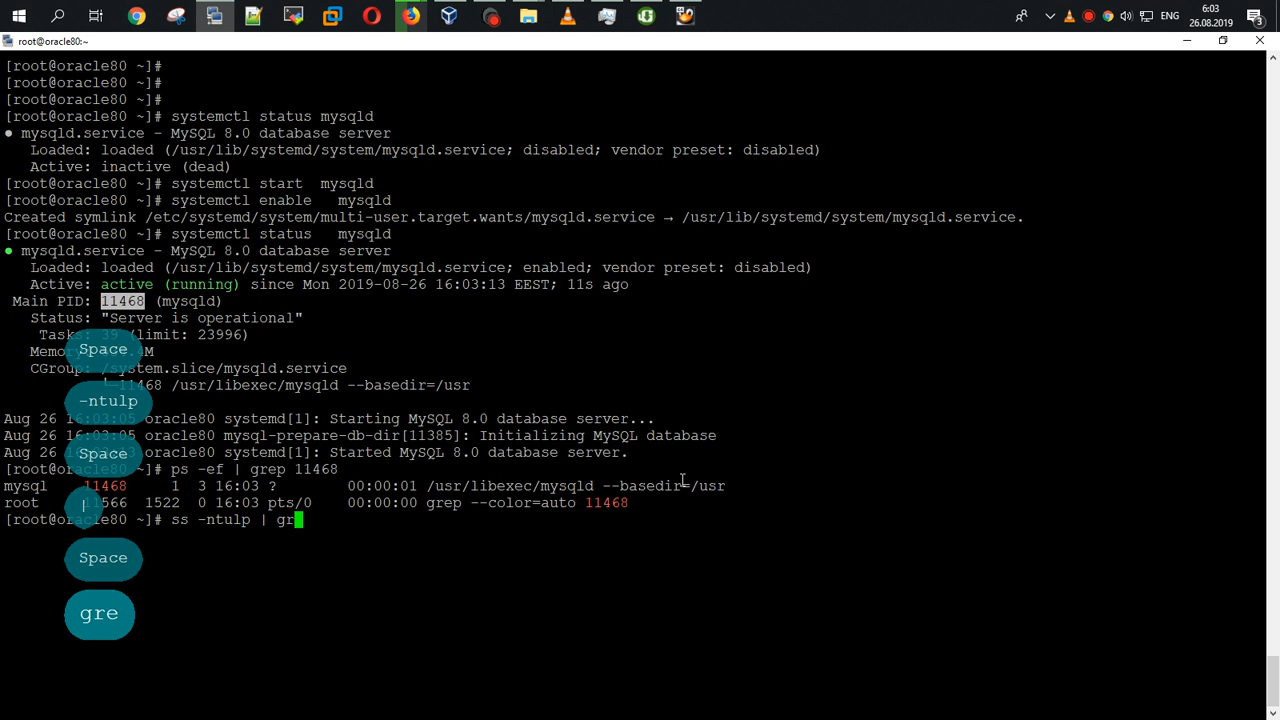 ENG
6:03
26.08.2019
3
root@oracle80:~
[root@oracle80 ~]#
[root@oracle80 ~]#
[root@oracle80 ~]#
[root@oracle80 ~]# systemctl status mysqld
● mysqld.service - MySQL 8.0 database server
Loaded: loaded (/usr/lib/systemd/system/mysqld.service; disabled; vendor preset: disabled)
Active: inactive (dead)
[root@oracle80 ~]# systemctl start  mysqld
[root@oracle80 ~]# systemctl enable   mysqld
Created symlink /etc/systemd/system/multi-user.target.wants/mysqld.service → /usr/lib/systemd/system/mysqld.service.
[root@oracle80 ~]# systemctl status   mysqld
● mysqld.service - MySQL 8.0 database server
Loaded: loaded (/usr/lib/systemd/system/mysqld.service; enabled; vendor preset: disabled)
Active: active (running) since Mon 2019-08-26 16:03:13 EEST; 11s ago
Main PID: 11468 (mysqld)
Status: "Server is operational"
Tasks: 39 (limit: 23996)
Memory:
CGroup: /system.slice/mysqld.service
└─11468 /usr/libexec/mysqld --basedir=/usr
Aug 26 16:03:05 oracle80 systemd[1]: Starting MySQL 8.0 database server...
Aug 26 16:03:05 oracle80 mysql-prepare-db-dir[11385]: Initializing MySQL database
Aug 26 16:03:13 oracle80 systemd[1]: Started MySQL 8.0 database server.
[root@oracle80 ~]# ps -ef | grep 11468
mysql    11468     1  3 16:03 ?        00:00:01 /usr/libexec/mysqld --basedir=/usr
root     11566  1522  0 16:03 pts/0    00:00:00 grep --color=auto 11468
[root@oracle80 ~]# ss -ntulp | gr
Space
-ntulp
Space
|
Space
gre